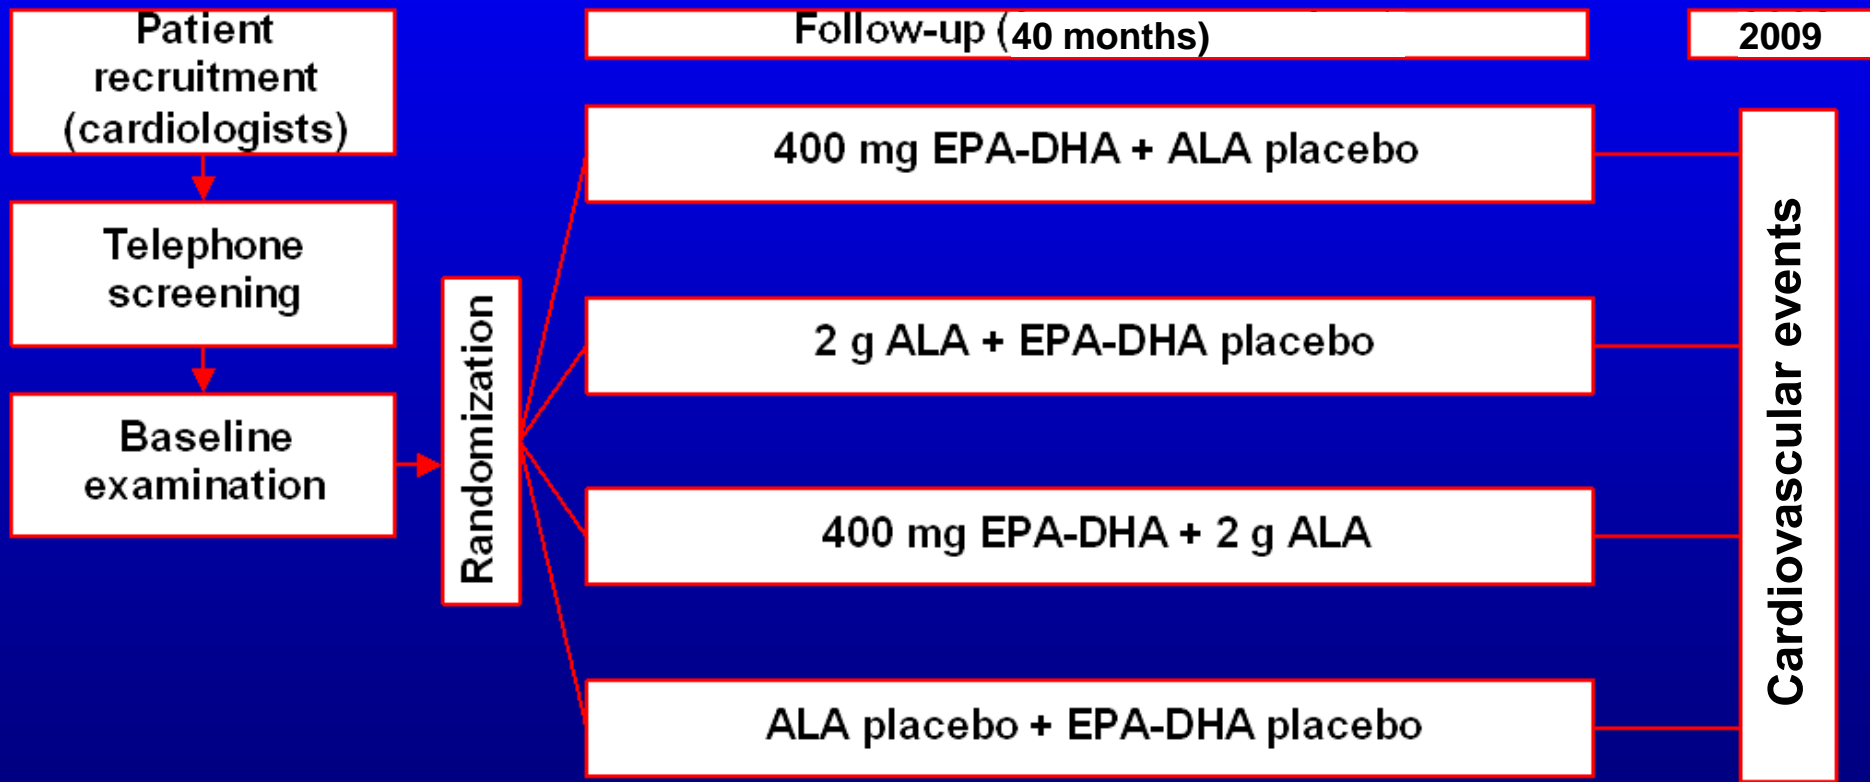 Patient
recruitment
(cardiologists)
Telephone
screening
Baseline
examination
Randomization
Follow-up (40 months)
400 mg EPA-DHA + ALA placebo
2 g ALA + EPA-DHA placebo
400 mg EPA-DHA + 2 g ALA
ALA placebo + EPA-DHA placebo
2009
Cardiovascular events